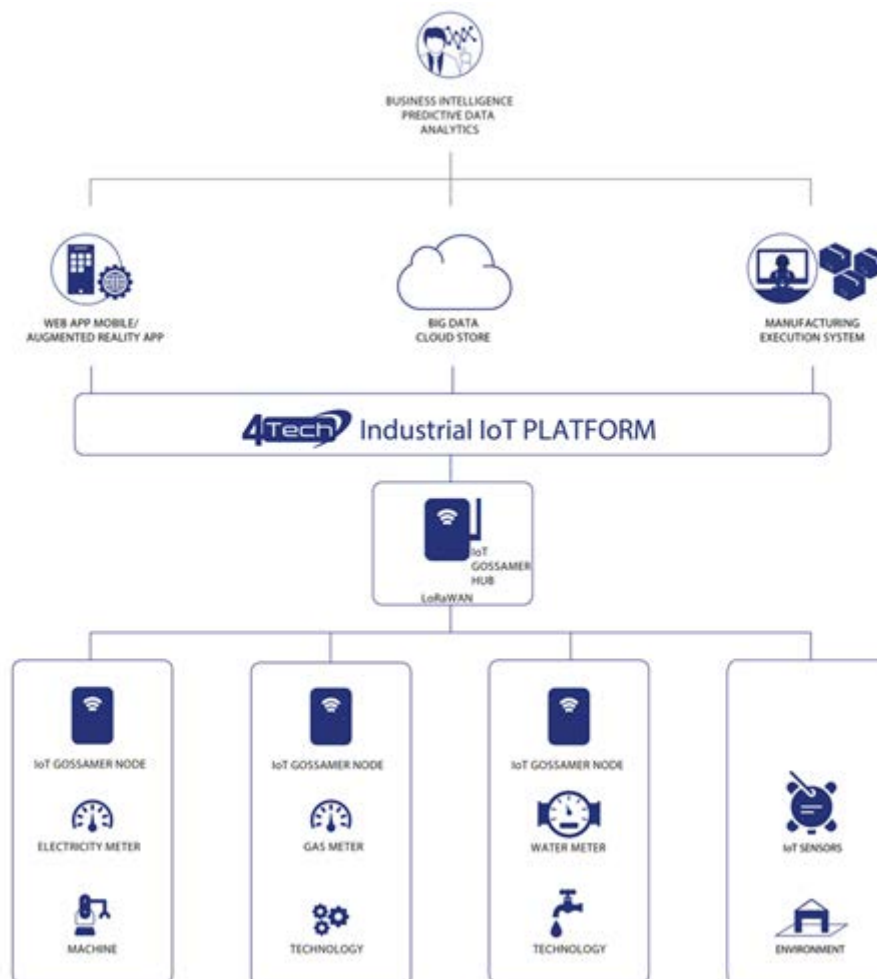 BUSINESS INTELLIGENCE
PREDICTIVE DATA
ANALYTICS
WEB APP MOBILE/
AUGMENTED REALITY APP
BIG DATA
CLOUD STORE
MANUFACTURING
EXECUTION SYSTEM
4Tech Industrial IoT PLATFORM
IoT
GOSSAMER
HUB
LoRaWAN
IoT GOSSAMER NODE
ELECTRICITY METER
MACHINE
IoT GOSSAMER NODE
GAS METER
TECHNOLOGY
IoT GOSSAMER NODE
WATER METER
TECHNOLOGY
IoT SENSORS
ENVIRONMENT